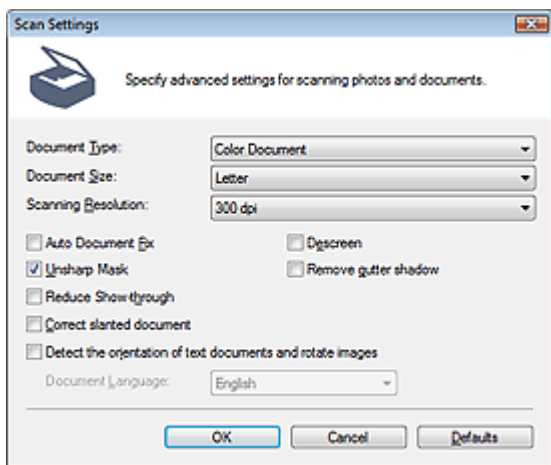 Scan Settings
Specify advanced settings for scanning photos and documents.
Document Type: Color Document
Document Size: Letter
Scanning Resolution: 300 dpi
Auto Document Fix Descreen
Unsharp Mask Remove gutter shadow
Reduce Show-through
Correct slanted document
Detect the orientation of text documents and rotate images
Document Language: English
OK Cancel Defaults